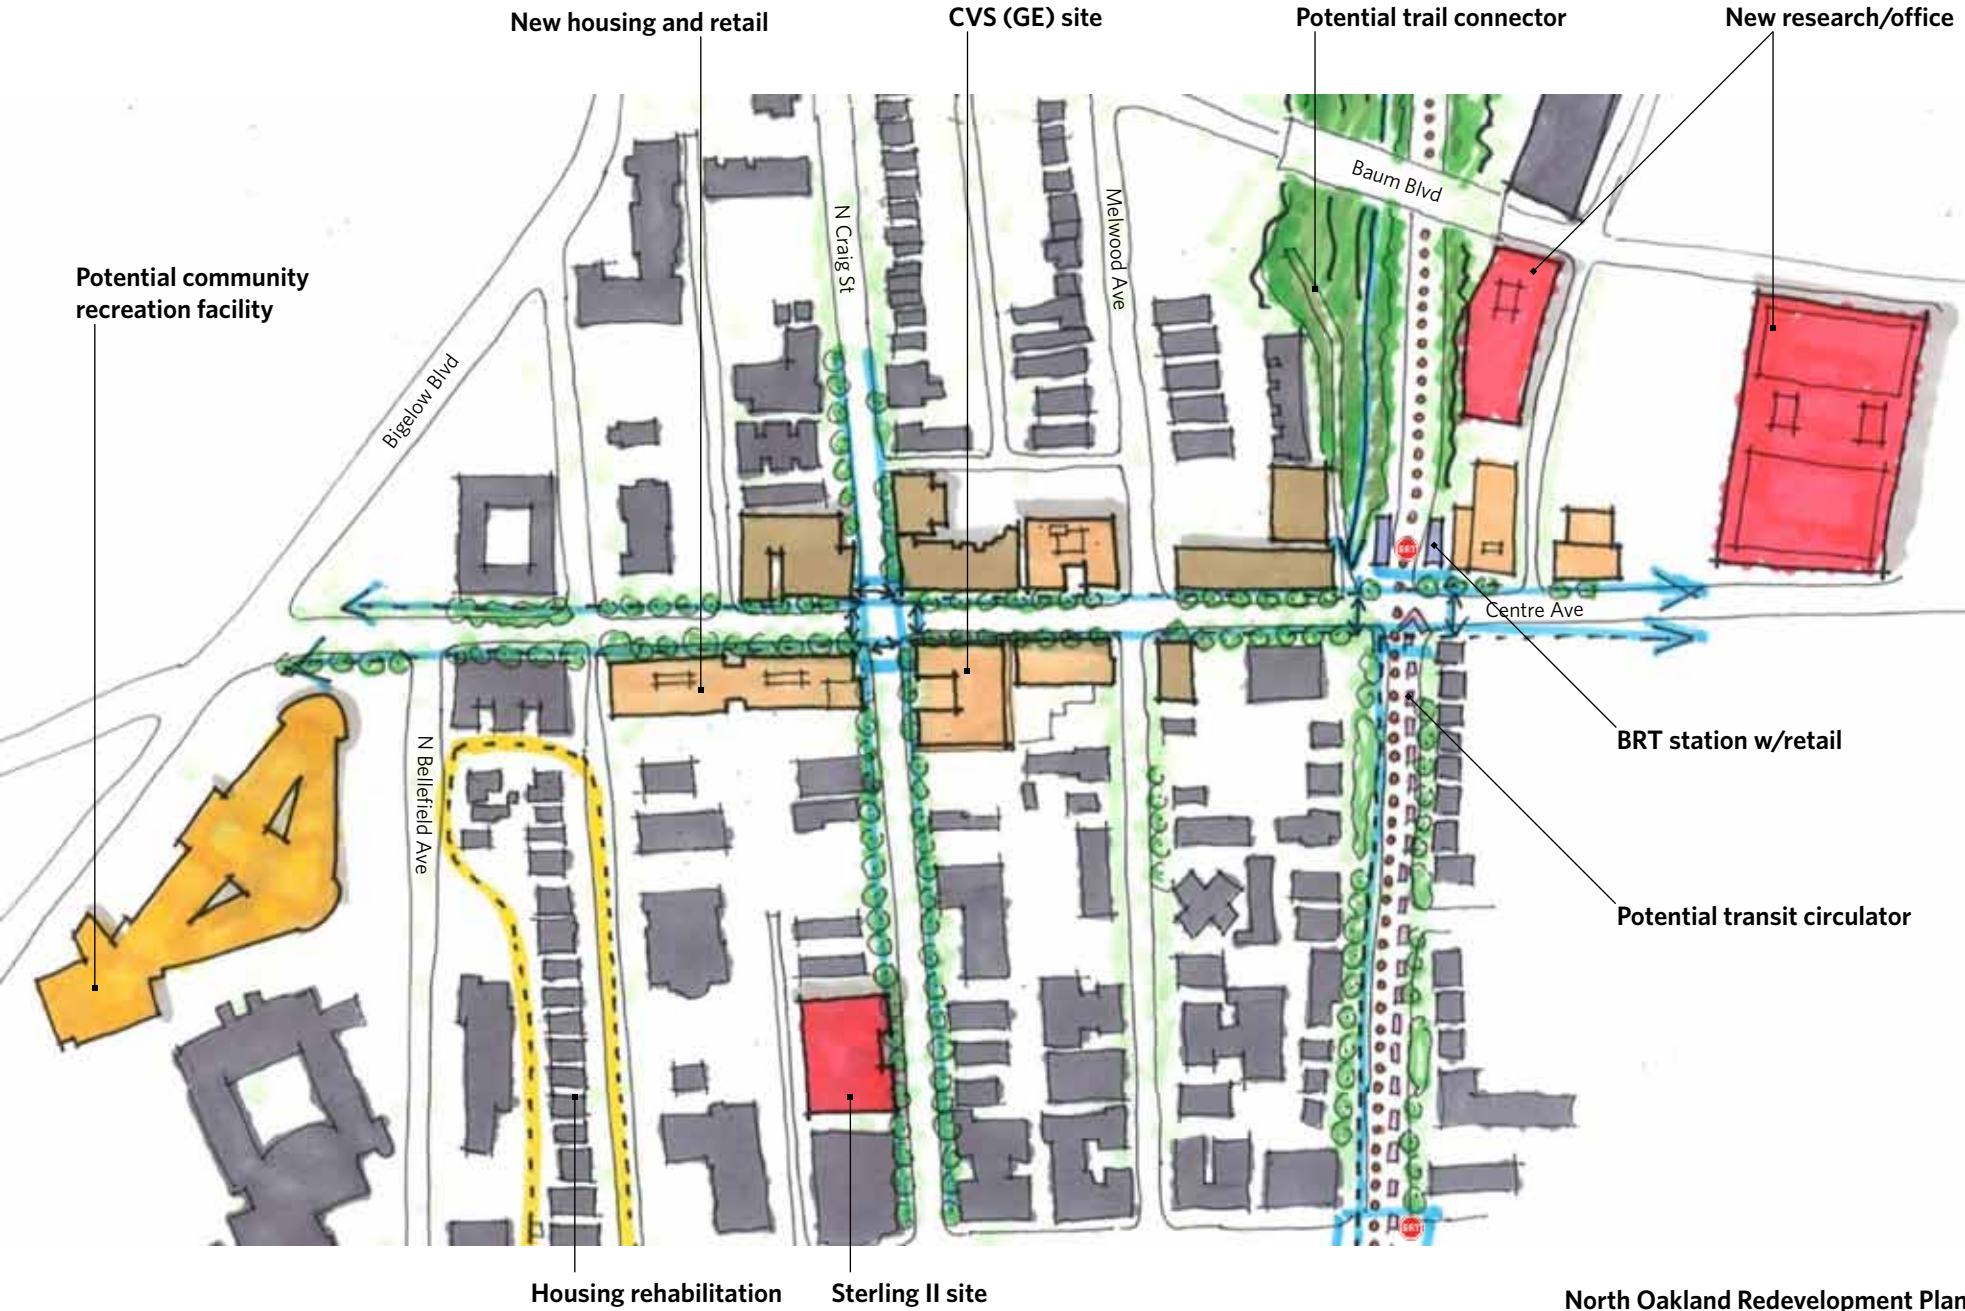 New housing and retail
CVS (GE) site
Potential trail connector
New research/office
Baum Blvd
N Craig St
Melwood Ave
Potential community
recreation facility
Bigelow Blvd
BRT
Centre Ave
BRT station w/retail
N Bellefield Ave
Potential transit circulator
BRT
Housing rehabilitation
Sterling II site
North Oakland Redevelopment Plan